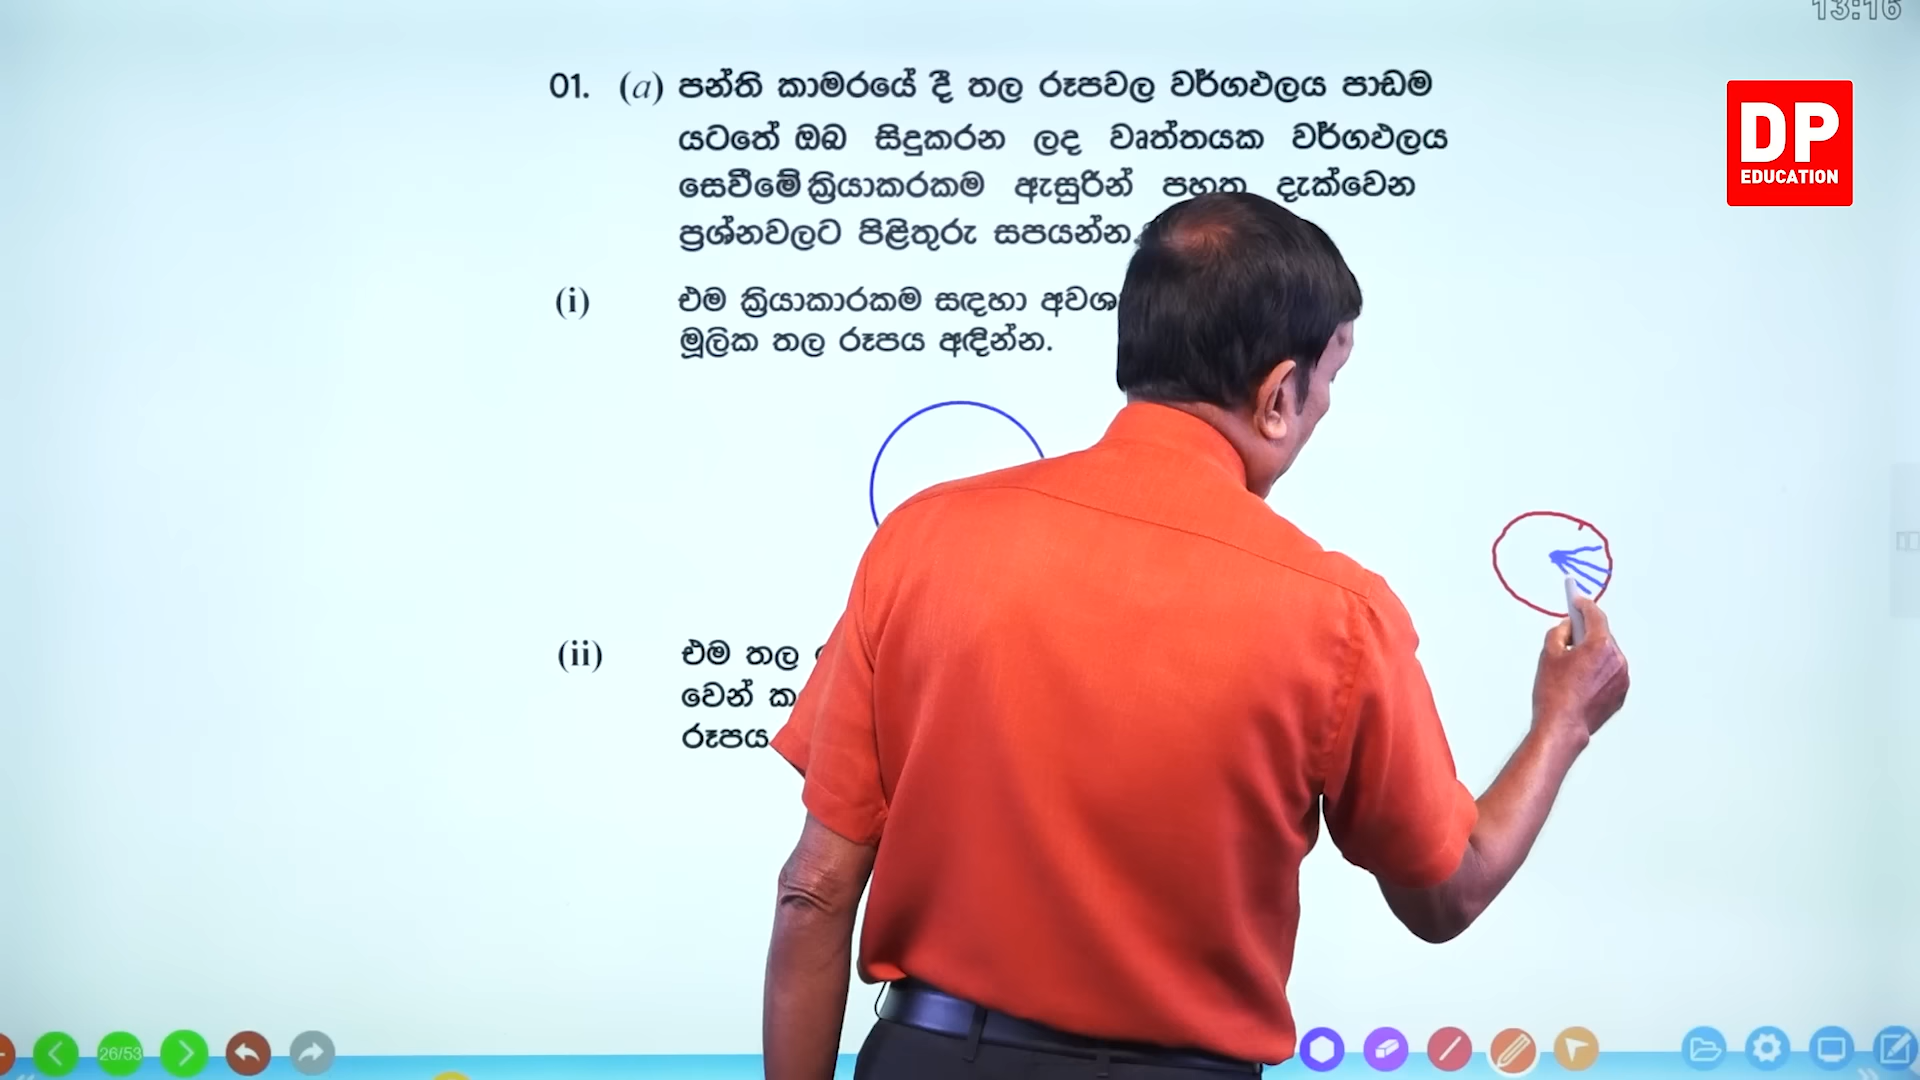 13:16
01. (a) පන්ති කාමරයේ දී තල රූපවල වර්ගඵලය පාඩම
යටතේ ඔබ සිදුකරන ලද වෘත්තයක වර්ගඵලය
සෙවීමේ ක්‍රියාකරකම ඇසුරින් පහත දැක්වෙන
ප්‍රශ්නවලට පිළිතුරු සපයන්න.
(i) එම ක්‍රියාකාරකම සඳහා
මූලික තල රූපය අඳින්න.
(ii) එම තල
වෙන්
රූපය
DP
EDUCATION
26/53